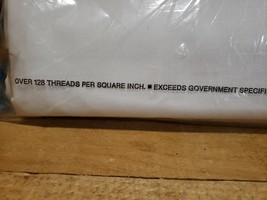 OVER 128 THREADS PER SQUARE INCH. ■ EXCEEDS GOVERNMENT SPECIFI